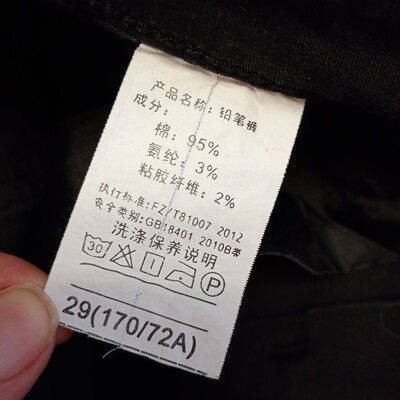 产品名称：铅笔裤
成分：
棉：95%
氨纶：3%
粘胶纤维：2%
执行标准:FZ/T81007 2012
安全类别:GB18401 2010B类
洗涤保养说明
30 P
29(170/72A)